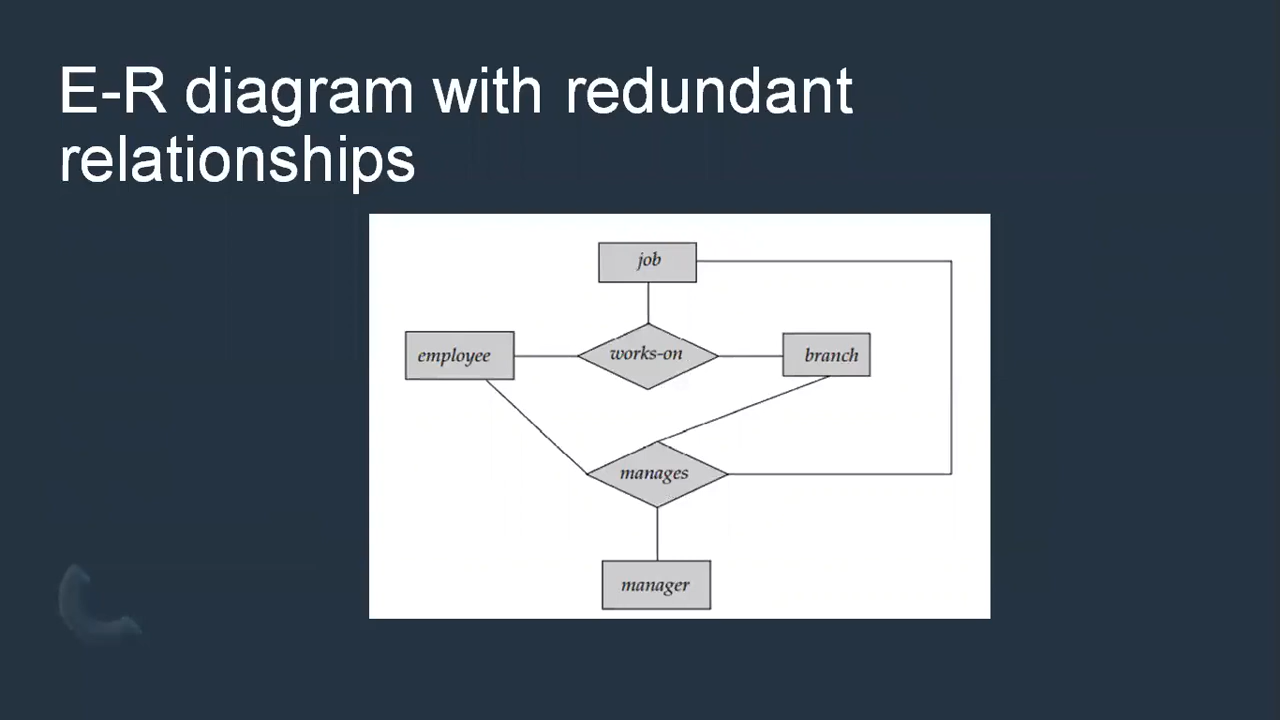 E-R diagram with redundant
relationships
job
employee
works-on
branch
manages
manager